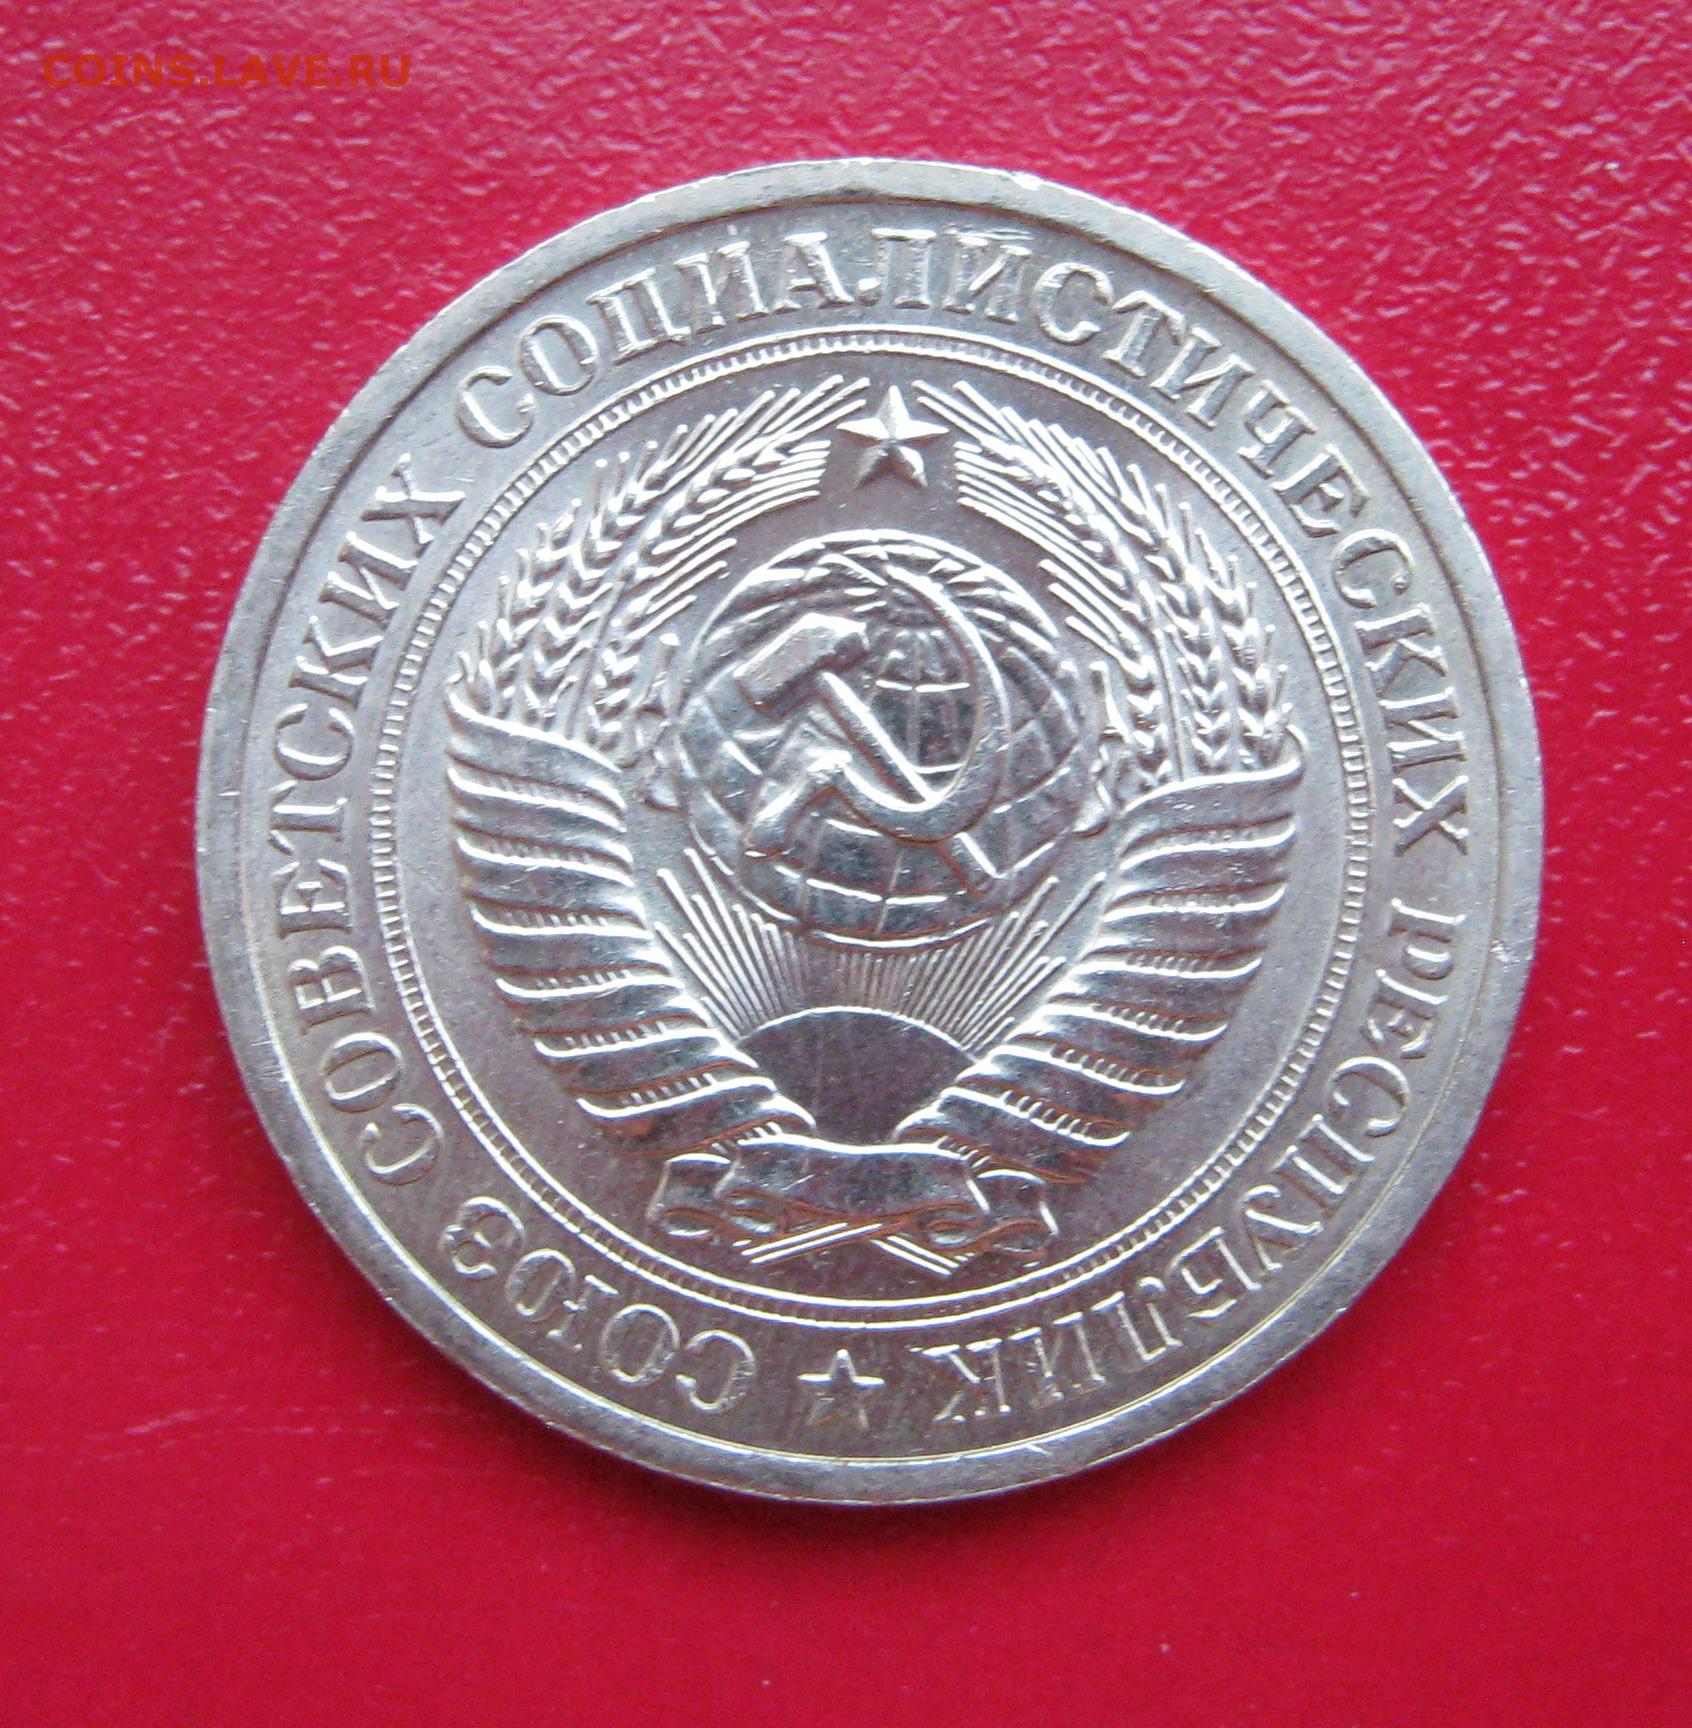 COINS.LAVE.RU
СОЮЗ СОВЕТСКИХ СОЦИАЛИСТИЧЕСКИХ РЕСПУБЛИК